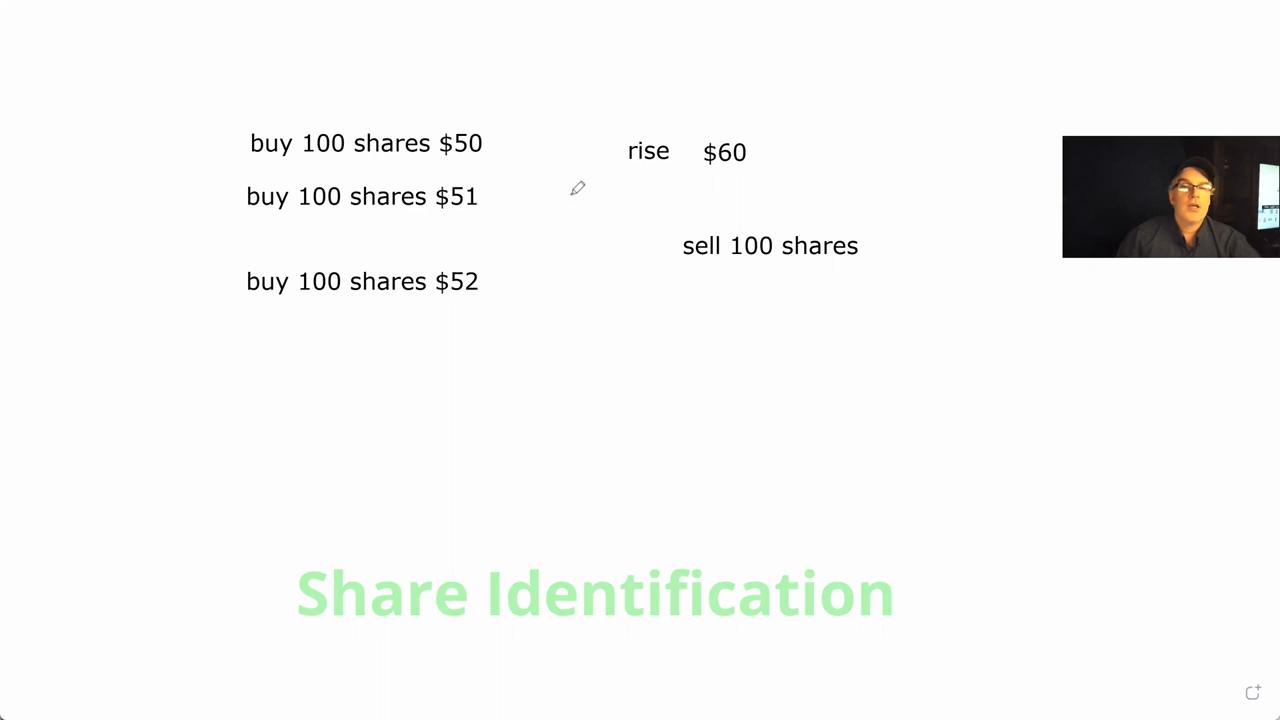 buy 100 shares $50
rise $60
buy 100 shares $51
sell 100 shares
buy 100 shares $52
Share Identification